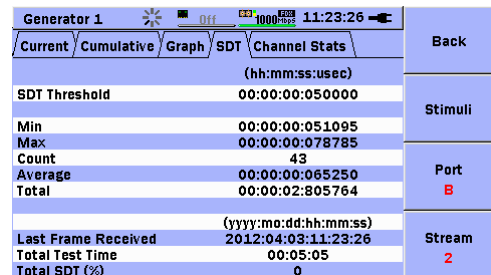 Generator 1 Off 1000 FDX Mbps 11:23:26
Current Cumulative Graph SDT Channel Stats
(hh:mm:ss:usec)
SDT Threshold 00:00:00:050000
Min 00:00:00:051095
Max 00:00:00:078785
Count 43
Average 00:00:00:065250
Total 00:00:02:805764
(yyyy:mo:dd:hh:mm:ss)
Last Frame Received 2012:04:03:11:23:26
Total Test Time 00:05:05
Total SDT (%) 0
Back
Stimuli
Port
B
Stream
2